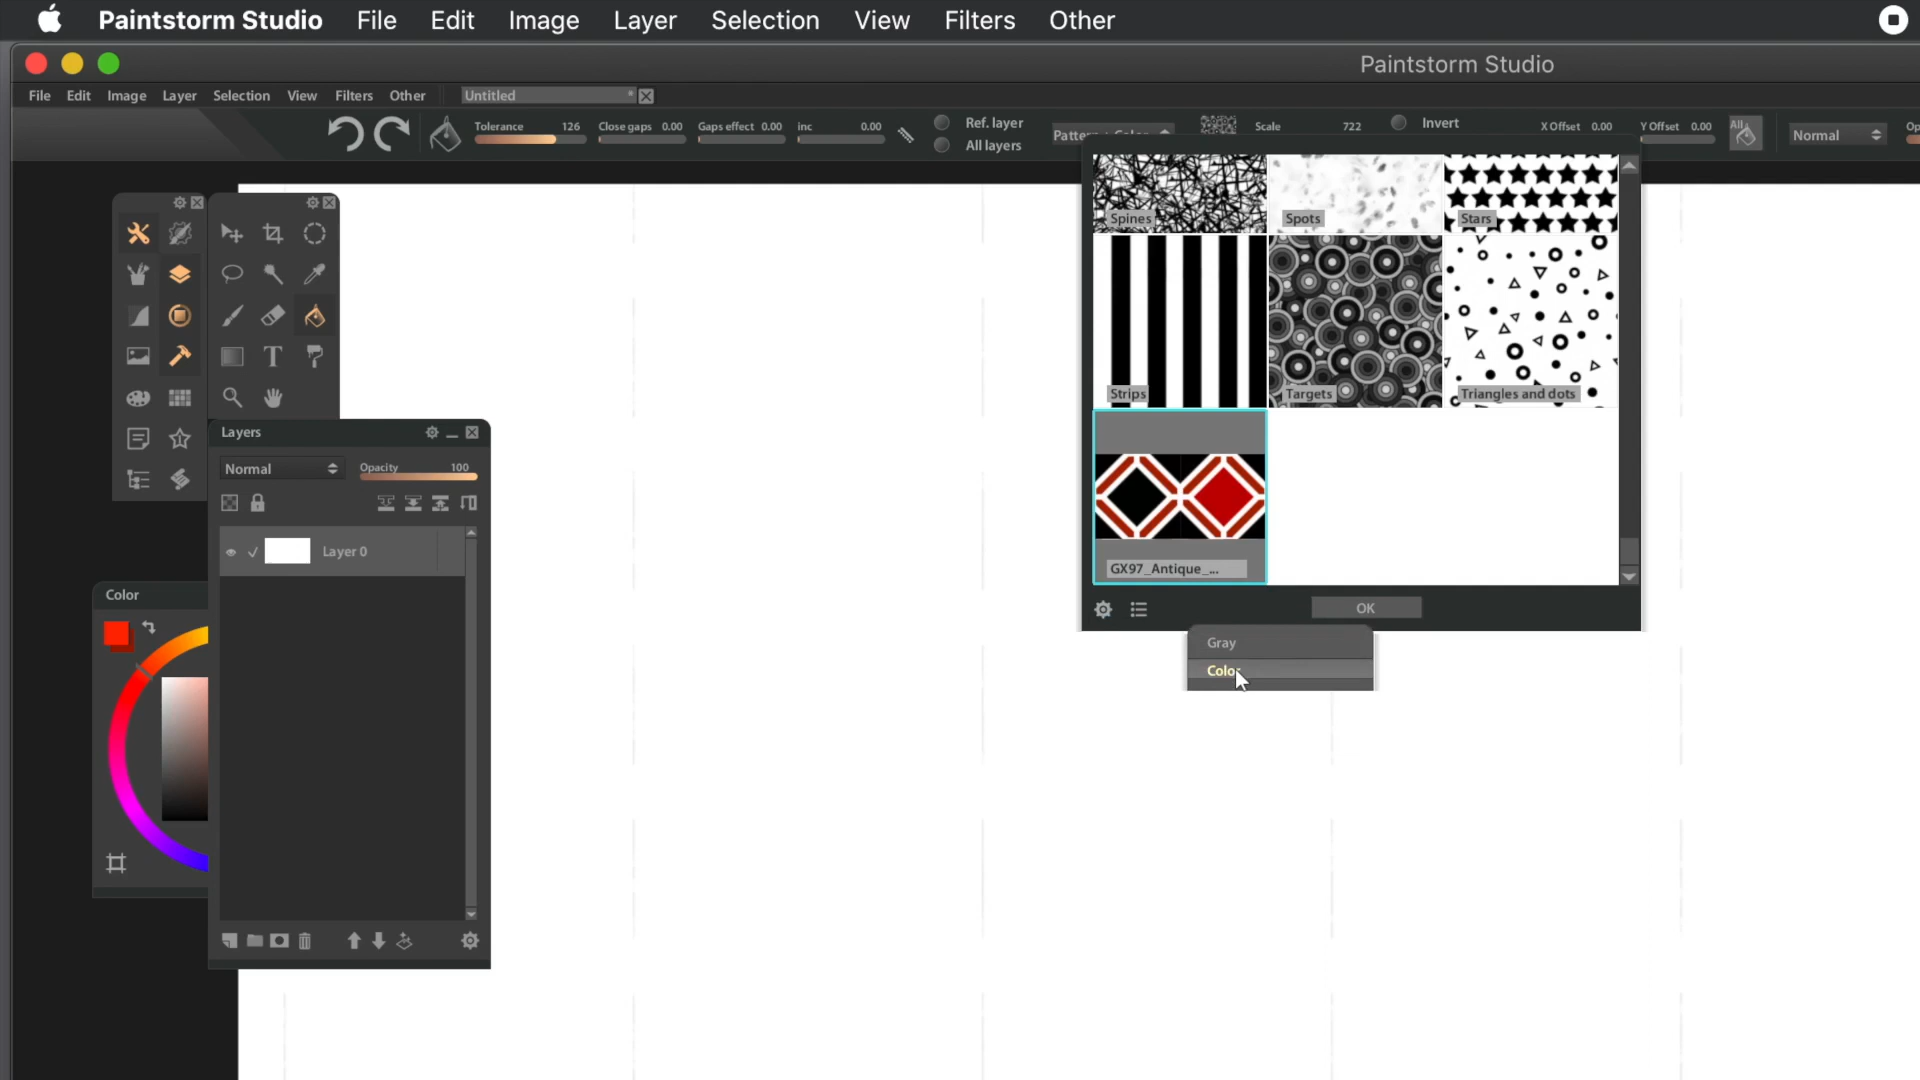 Paintstorm Studio File Edit Image Layer Selection View Filters Other
Paintstorm Studio
File Edit Image Layer Selection View Filters Other Untitled *
Tolerance 126 Close gaps 0.00 Gaps effect 0.00 inc 0.00
Ref. layer
All layers
Scale 722 Invert X Offset 0.00 Y Offset 0.00 All Normal
Spines Spots Stars
Strips Targets Triangles and dots
GX97_Antique_...
OK
Gray
Color
Layers
Normal Opacity 100
Layer 0
Color